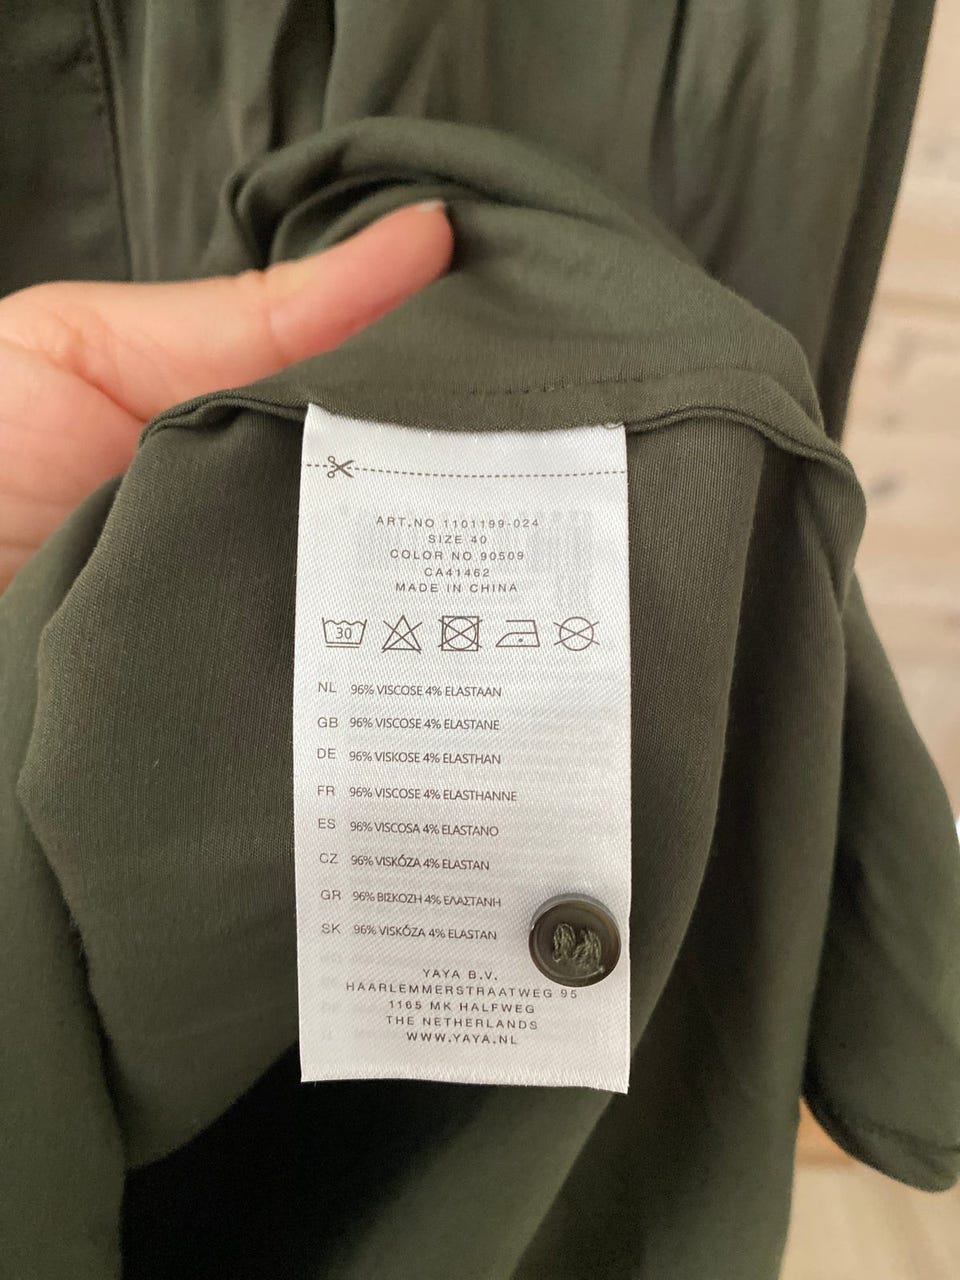 ART.NO 1101199-024
SIZE 40
COLOR NO 90509
CA41462
MADE IN CHINA
30
NL 96% VISCOSE 4% ELASTAAN
GB 96% VISCOSE 4% ELASTANE
DE 96% VISKOSE 4% ELASTHAN
FR 96% VISCOSE 4% ELASTHANNE
ES 96% VISCOSA 4% ELASTANO
CZ 96% VISKÓZA 4% ELASTAN
GR 96% ΒΙΣΚΟΖΗ 4% ΕΛΑΣΤΑΝΗ
SK 96% VISKÓZA 4% ELASTAN
YAYA B.V.
HAARLEMMERSTRAATWEG 95
1165 MK HALFWEG
THE NETHERLANDS
WWW.YAYA.NL